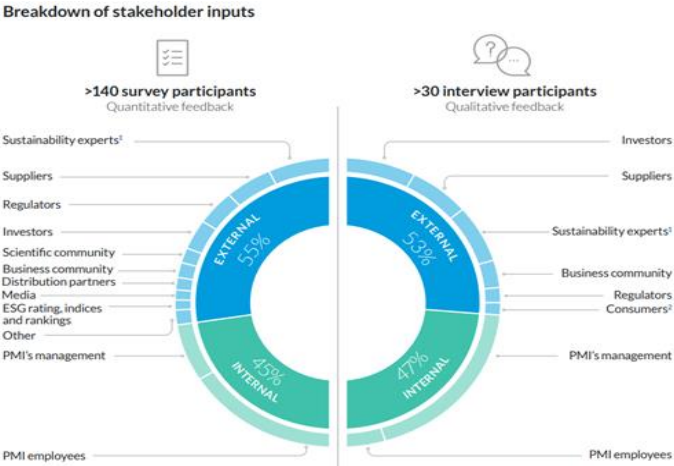 Breakdown of stakeholder inputs
?
...
>140 survey participants
Quantitative feedback
>30 interview participants
Qualitative feedback
Sustainability experts¹
Suppliers
Regulators
Investors
Scientific community
Business community
Distribution partners
Media
ESG rating, indices
and rankings
Other
PMI's management
PMI employees
EXTERNAL
55%
45%
INTERNAL
EXTERNAL
53%
47%
INTERNAL
Investors
Suppliers
Sustainability experts¹
Business community
Regulators
Consumers²
PMI's management
PMI employees